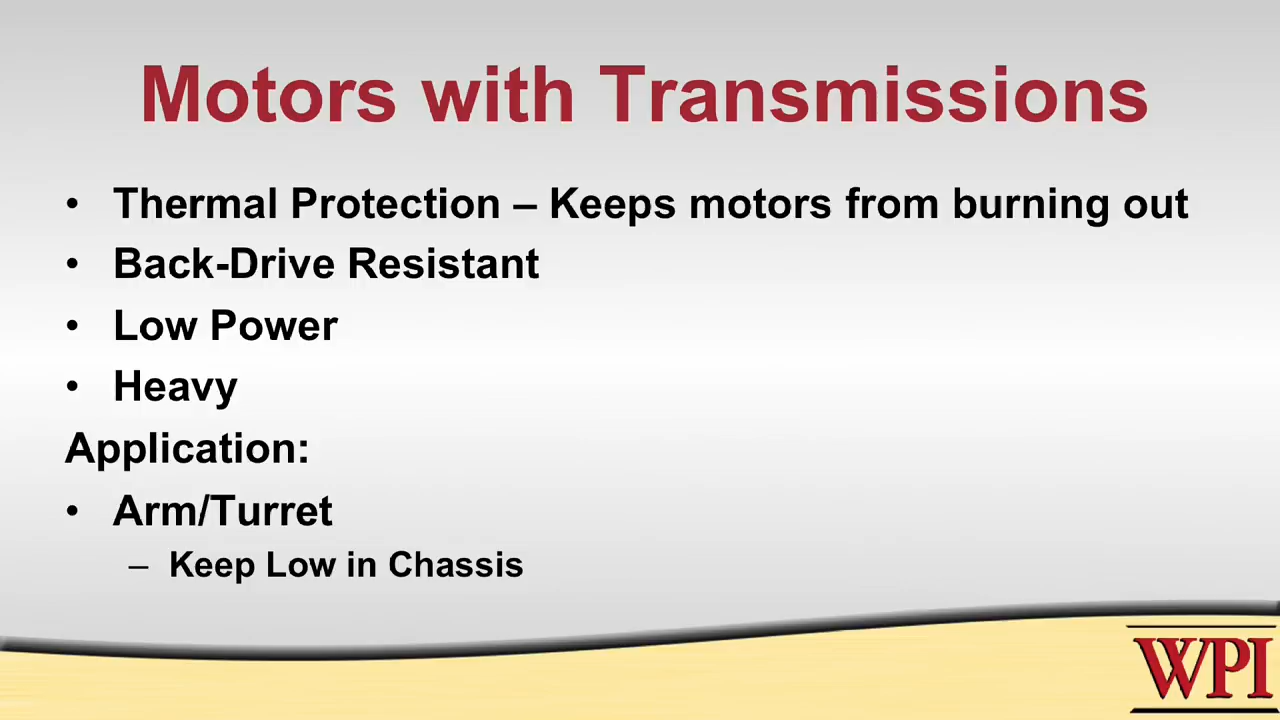 Motors with Transmissions
• Thermal Protection – Keeps motors from burning out
• Back-Drive Resistant
• Low Power
• Heavy
Application:
• Arm/Turret
– Keep Low in Chassis
WPI